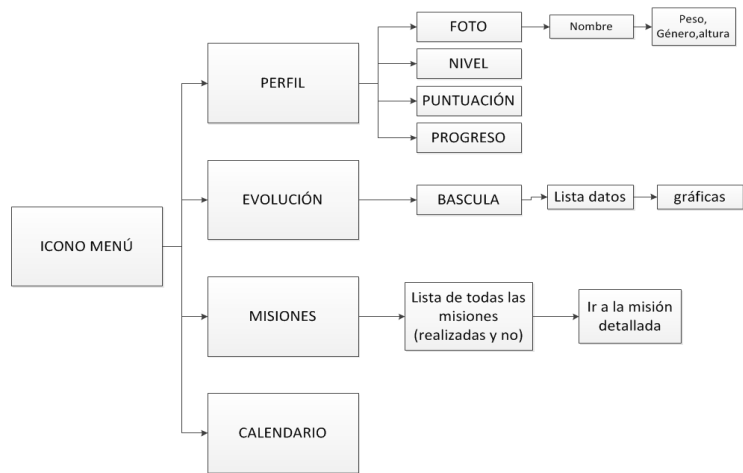 FOTO
Nombre
Peso,
Género,altura
NIVEL
PERFIL
PUNTUACIÓN
PROGRESO
EVOLUCIÓN
BASCULA
Lista datos
gráficas
ICONO MENÚ
MISIONES
Lista de todas las
misiones
(realizadas y no)
Ir a la misión
detallada
CALENDARIO